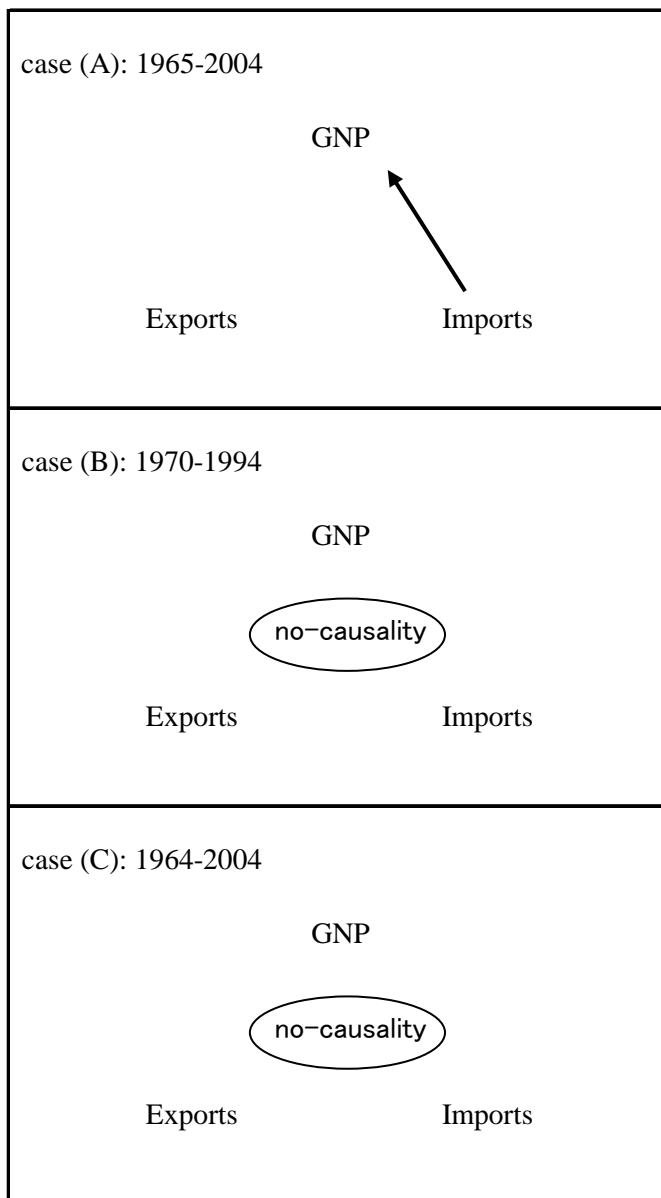 case (A): 1965-2004
GNP
Exports Imports
case (B): 1970-1994
GNP
no-causality
Exports Imports
case (C): 1964-2004
GNP
no-causality
Exports Imports